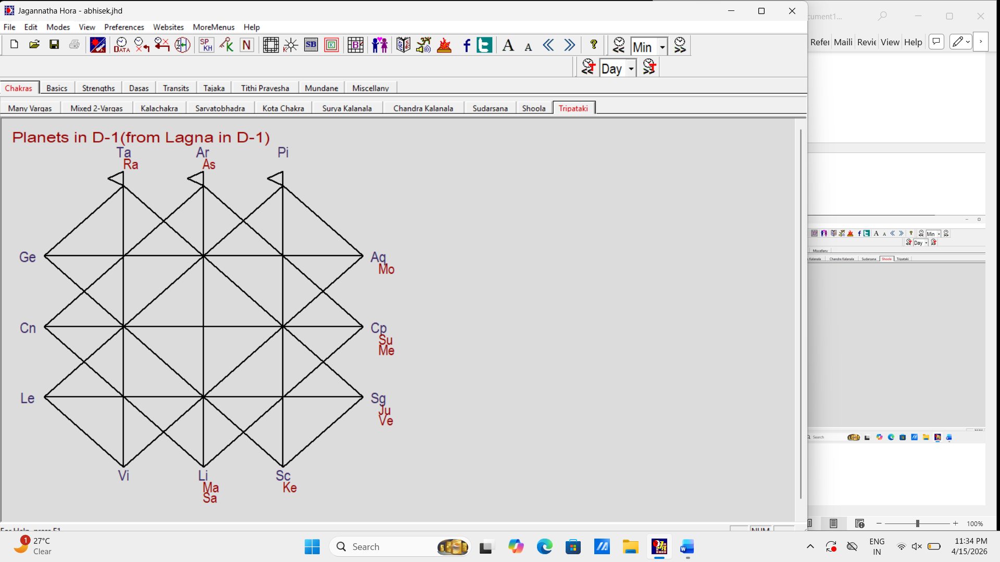 Jagannatha Hora - abhisek.jhd
File Edit Modes View Preferences Websites MoreMenus Help
DATA SP KH K N SB K B f t A A ? Min
Day
Chakras Basics Strengths Dasas Transits Tajaka Tithi Pravesha Mundane Miscellany
Many Vargas Mixed 2-Vargas Kalachakra Sarvatobhadra Kota Chakra Surya Kalanala Chandra Kalanala Sudarsana Shoola Tripataki
Planets in D-1(from Lagna in D-1)
Ta Ar Pi
Ra As
Ge Aq
Mo
Cn Cp
Su
Me
Le Sg
Ju
Ve
Vi Li Sc
Ma Ke
Sa
For Help, press F1 NUM
cument1...
Refer Maili Revie View Help
f t A A ? Min
Day
Miscellany
Kalanala Chandra Kalanala Sudarsana Shoola Tripataki
Search
100%
1 27°C
Clear
Search
ENG
IN
11:34 PM
4/15/2026